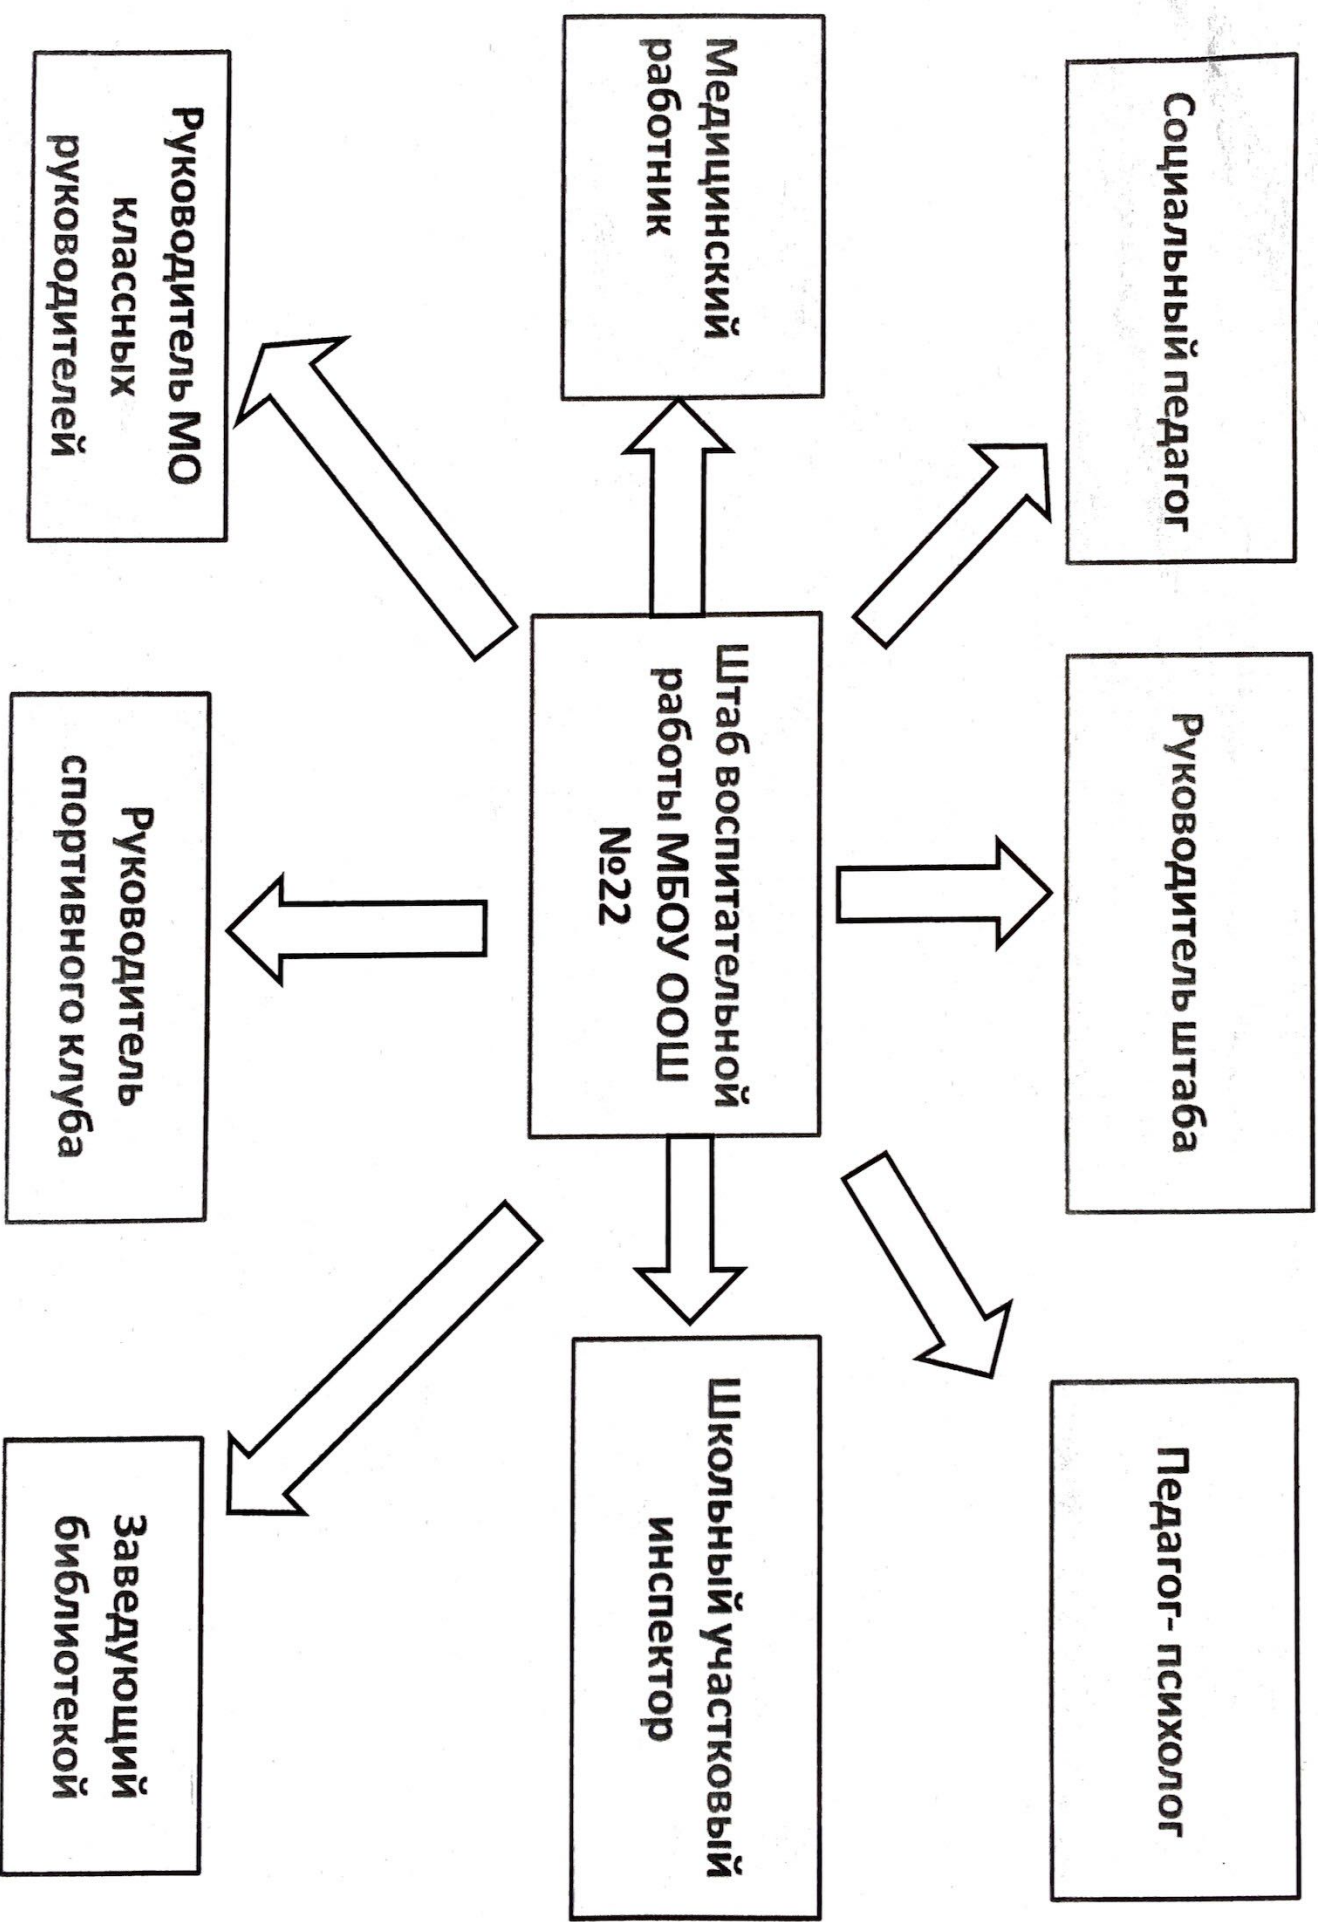 Социальный педагог
Руководитель штаба
Педагог- психолог
Медицинский
работник
Штаб воспитательной
работы МБОУ ООШ
№22
Школьный участковый
инспектор
Руководитель МО
классных
руководителей
Руководитель
спортивного клуба
Заведующий
библиотекой